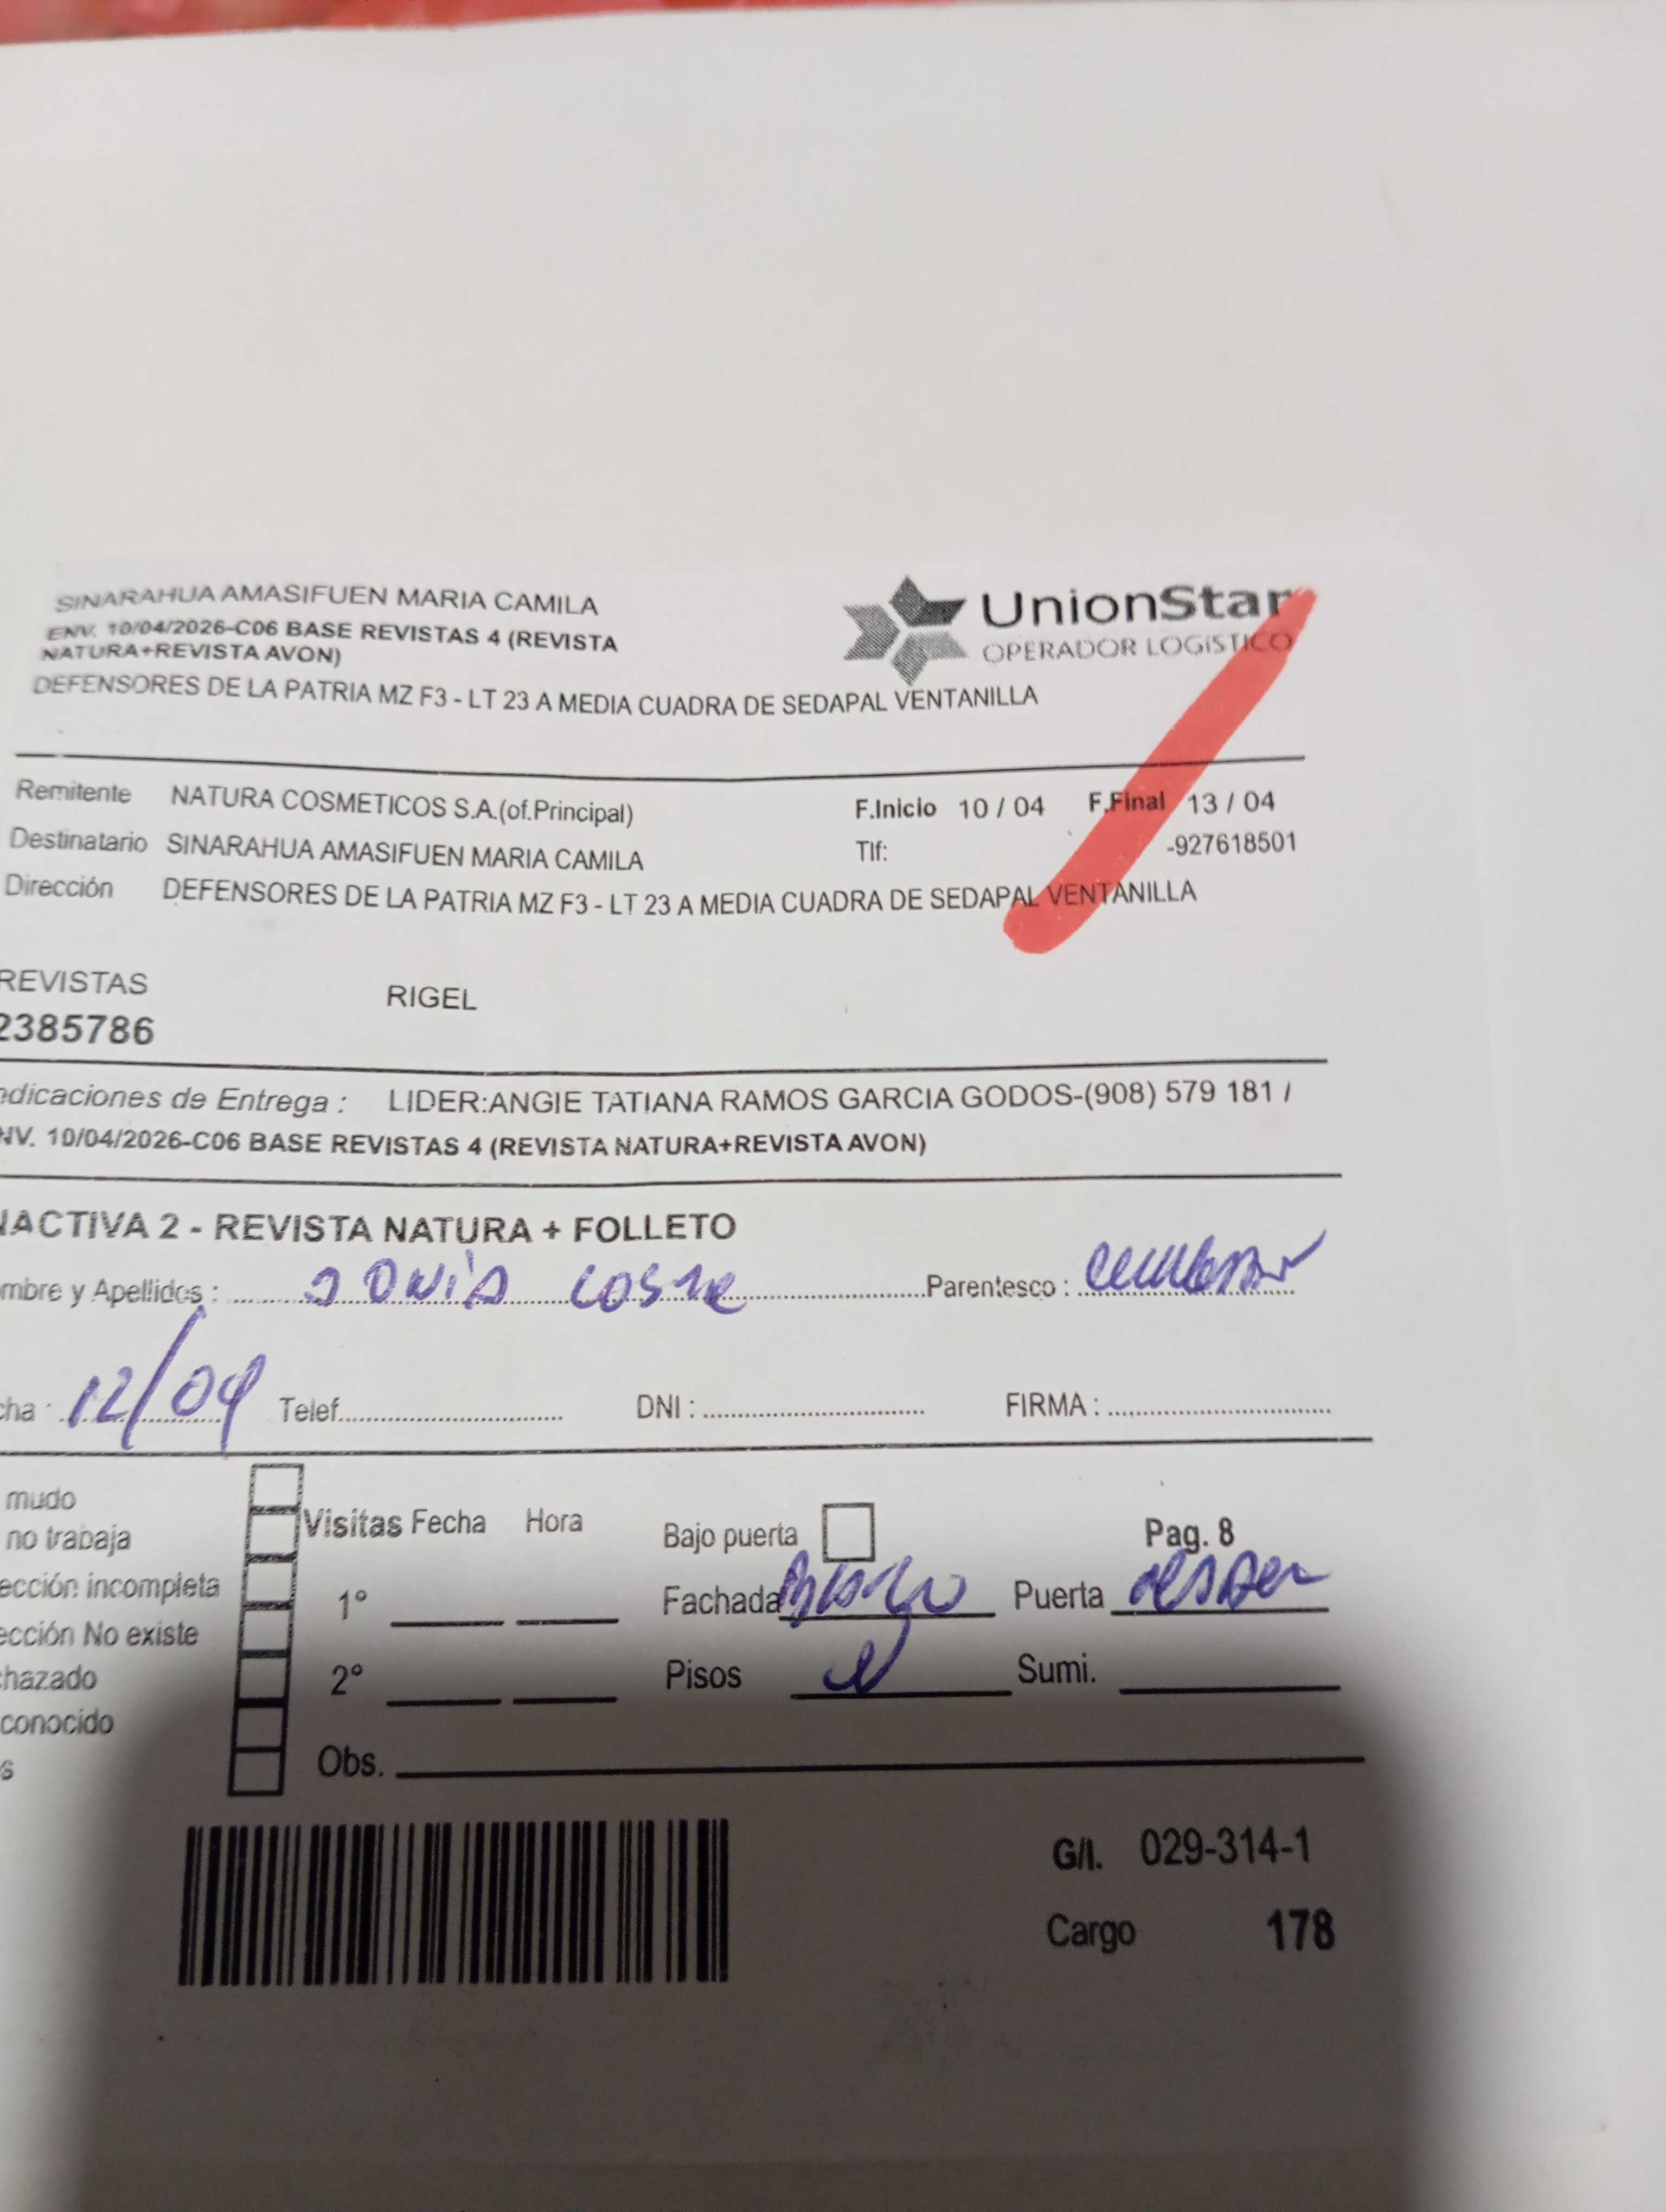 SINARAHUA AMASIFUEN MARIA CAMILA
ENV. 10/04/2026-C06 BASE REVISTAS 4 (REVISTA
NATURA+REVISTA AVON)
DEFENSORES DE LA PATRIA MZ F3 - LT 23 A MEDIA CUADRA DE SEDAPAL VENTANILLA
UnionStar
OPERADOR LOGISTICO
Remitente NATURA COSMETICOS S.A.(of.Principal) F.Inicio 10 / 04 F.Final 13 / 04
Destinatario SINARAHUA AMASIFUEN MARIA CAMILA Tlf: -927618501
Dirección DEFENSORES DE LA PATRIA MZ F3 - LT 23 A MEDIA CUADRA DE SEDAPAL VENTANILLA
REVISTAS RIGEL
2385786
dicaciones de Entrega : LIDER:ANGIE TATIANA RAMOS GARCIA GODOS-(908) 579 181 /
NV. 10/04/2026-C06 BASE REVISTAS 4 (REVISTA NATURA+REVISTA AVON)
NACTIVA 2 - REVISTA NATURA + FOLLETO
mbre y Apellidos : Parentesco :
cha : 12/04 Telef. DNI : FIRMA :
mudo
no trabaja
ección incompleta
ección No existe
chazado
conocido
s
Visitas Fecha Hora
1°
2°
Bajo puerta Pag. 8
Fachada Puerta
Pisos Sumi.
Obs.
G/I. 029-314-1
Cargo 178